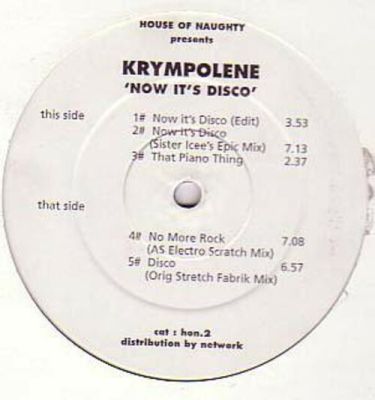 HOUSE OF NAUGHTY
presents
KRYMPOLENE
'NOW IT'S DISCO'
this side
1# Now it's Disco (Edit) 3.53
2# Now it's Disco
(Sister Icee's Epic Mix) 7.13
3# That Piano Thing 2.37
that side
4# No More Rock 7.08
(AS Electro Scratch Mix)
5# Disco 6.57
(Orig Stretch Fabrik Mix)
cat : hon.2
distribution by network